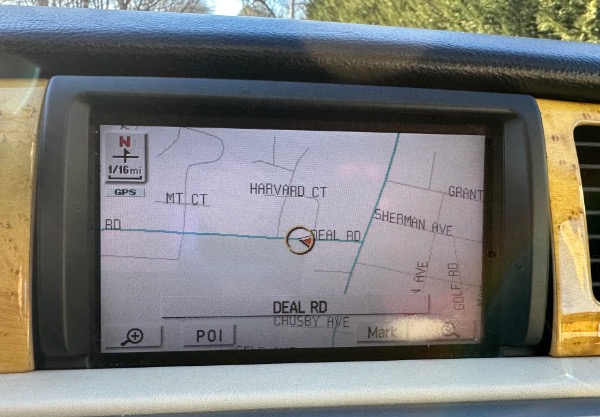 N
1/16mi
GPS
MT CT
HARVARD CT
GRANT
SHERMAN AVE
RD
DEAL RD
N AVE
GOLF RD
DEAL RD
CROSBY AVE
POI
Mark